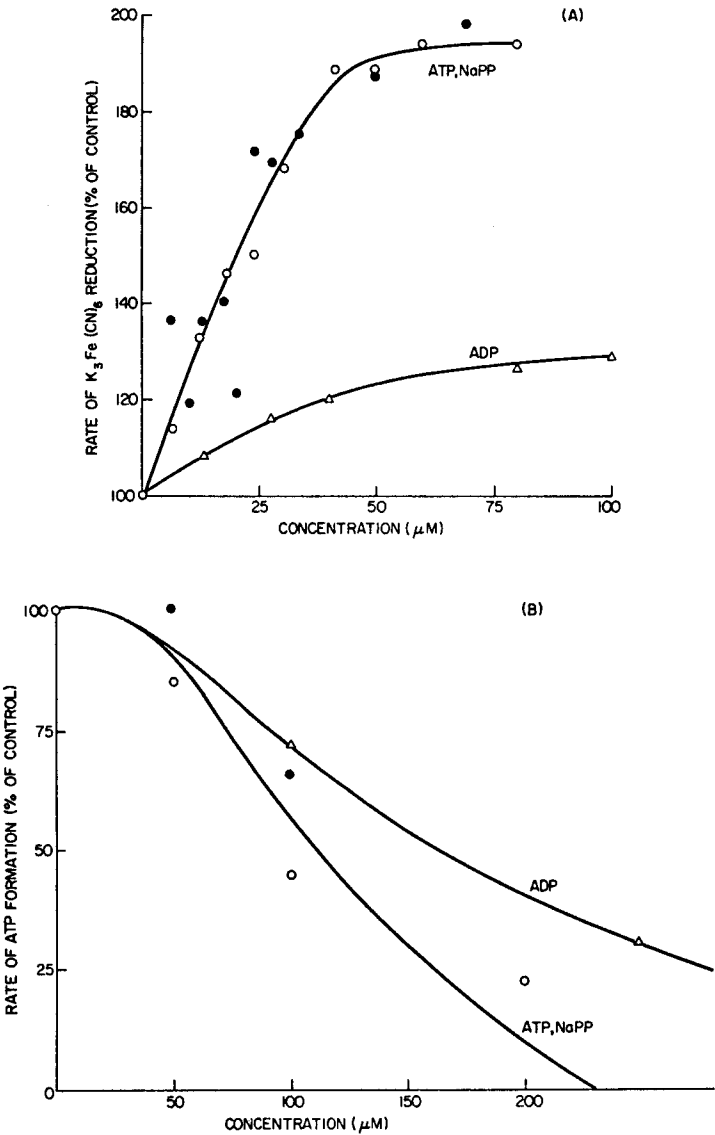 (A)
200
180
160
140
120
100
RATE OF K3Fe(CN)6 REDUCTION (% OF CONTROL)
ATP,NaPP
ADP
25
50
75
100
CONCENTRATION (μM)
(B)
100
75
50
25
0
RATE OF ATP FORMATION (% OF CONTROL)
ADP
ATP,NaPP
50
100
150
200
CONCENTRATION (μM)